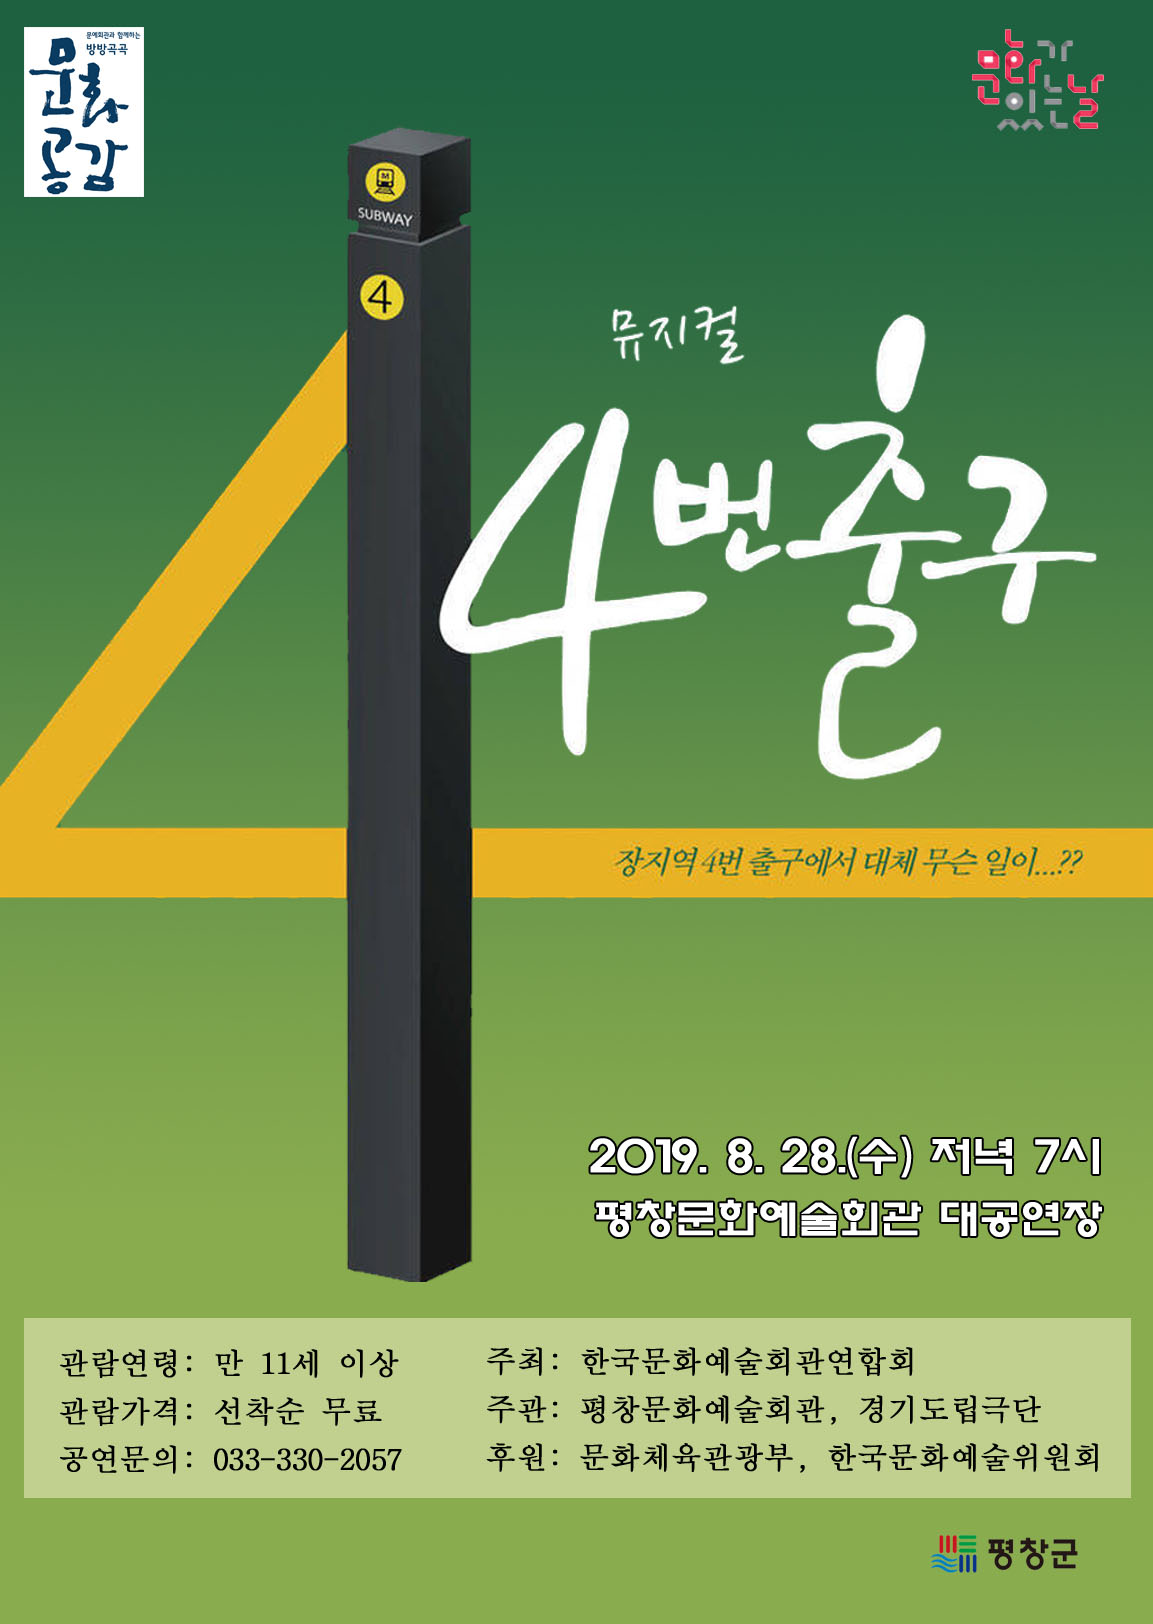 문예회관과 함께하는
방방곡곡
문화
공감
문화가
있는날
M
SUBWAY
4
뮤지컬
4번출구
장지역 4번 출구에서 대체 무슨 일이...??
2019. 8. 28.(수) 저녁 7시
평창문화예술회관 대공연장
관람연령: 만 11세 이상
관람가격: 선착순 무료
공연문의: 033-330-2057
주최: 한국문화예술회관연합회
주관: 평창문화예술회관, 경기도립극단
후원: 문화체육관광부, 한국문화예술위원회
평창군